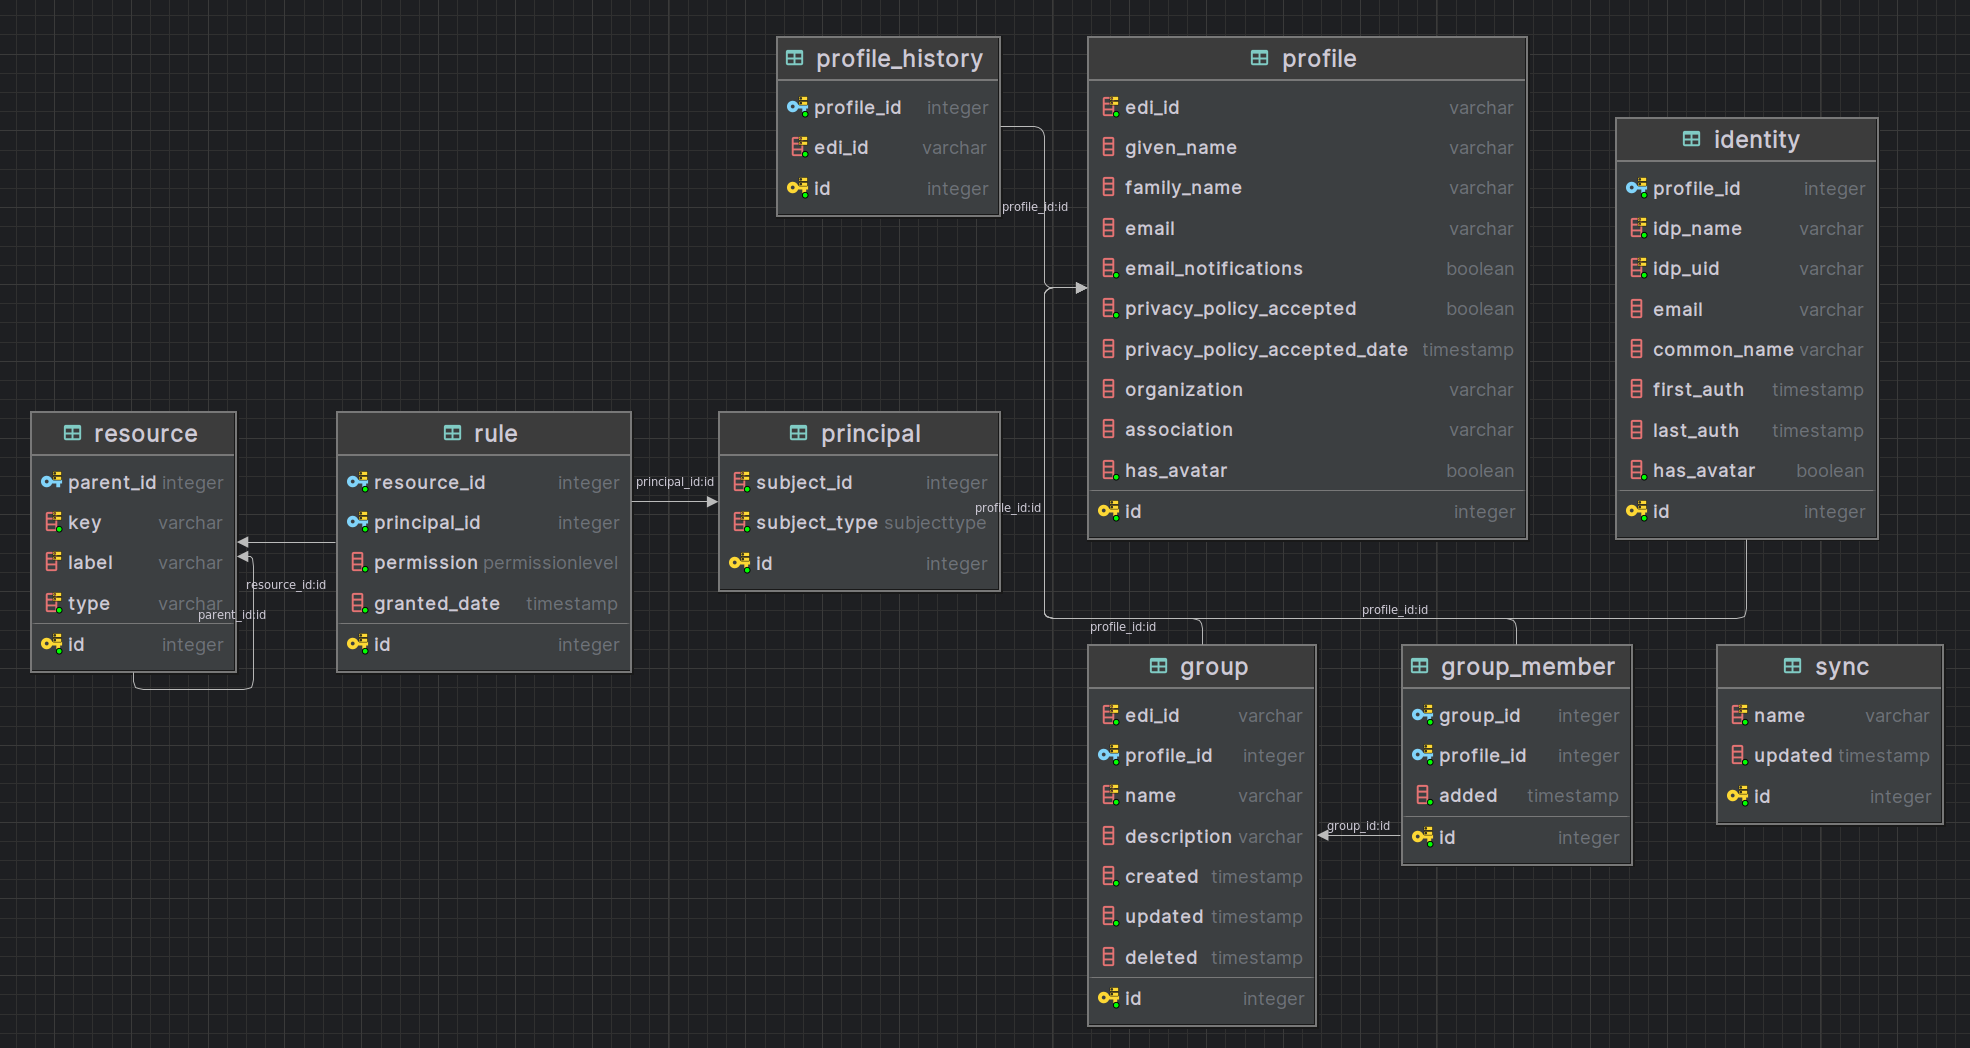 profile_history
profile_id integer
edi_id varchar
id integer
profile_id:id
profile
edi_id varchar
given_name varchar
family_name varchar
email varchar
email_notifications boolean
privacy_policy_accepted boolean
privacy_policy_accepted_date timestamp
organization varchar
association varchar
has_avatar boolean
id integer
identity
profile_id integer
idp_name varchar
idp_uid varchar
email varchar
common_name varchar
first_auth timestamp
last_auth timestamp
has_avatar boolean
id integer
resource
parent_id integer
key varchar
label varchar
type varchar
id integer
resource_id:id
parent_id:id
rule
resource_id integer
principal_id integer
permission permissionlevel
granted_date timestamp
id integer
principal_id:id
principal
subject_id integer
subject_type subjecttype
id integer
profile_id:id
profile_id:id
profile_id:id
group
edi_id varchar
profile_id integer
name varchar
description varchar
created timestamp
updated timestamp
deleted timestamp
id integer
group_id:id
group_member
group_id integer
profile_id integer
added timestamp
id integer
sync
name varchar
updated timestamp
id integer